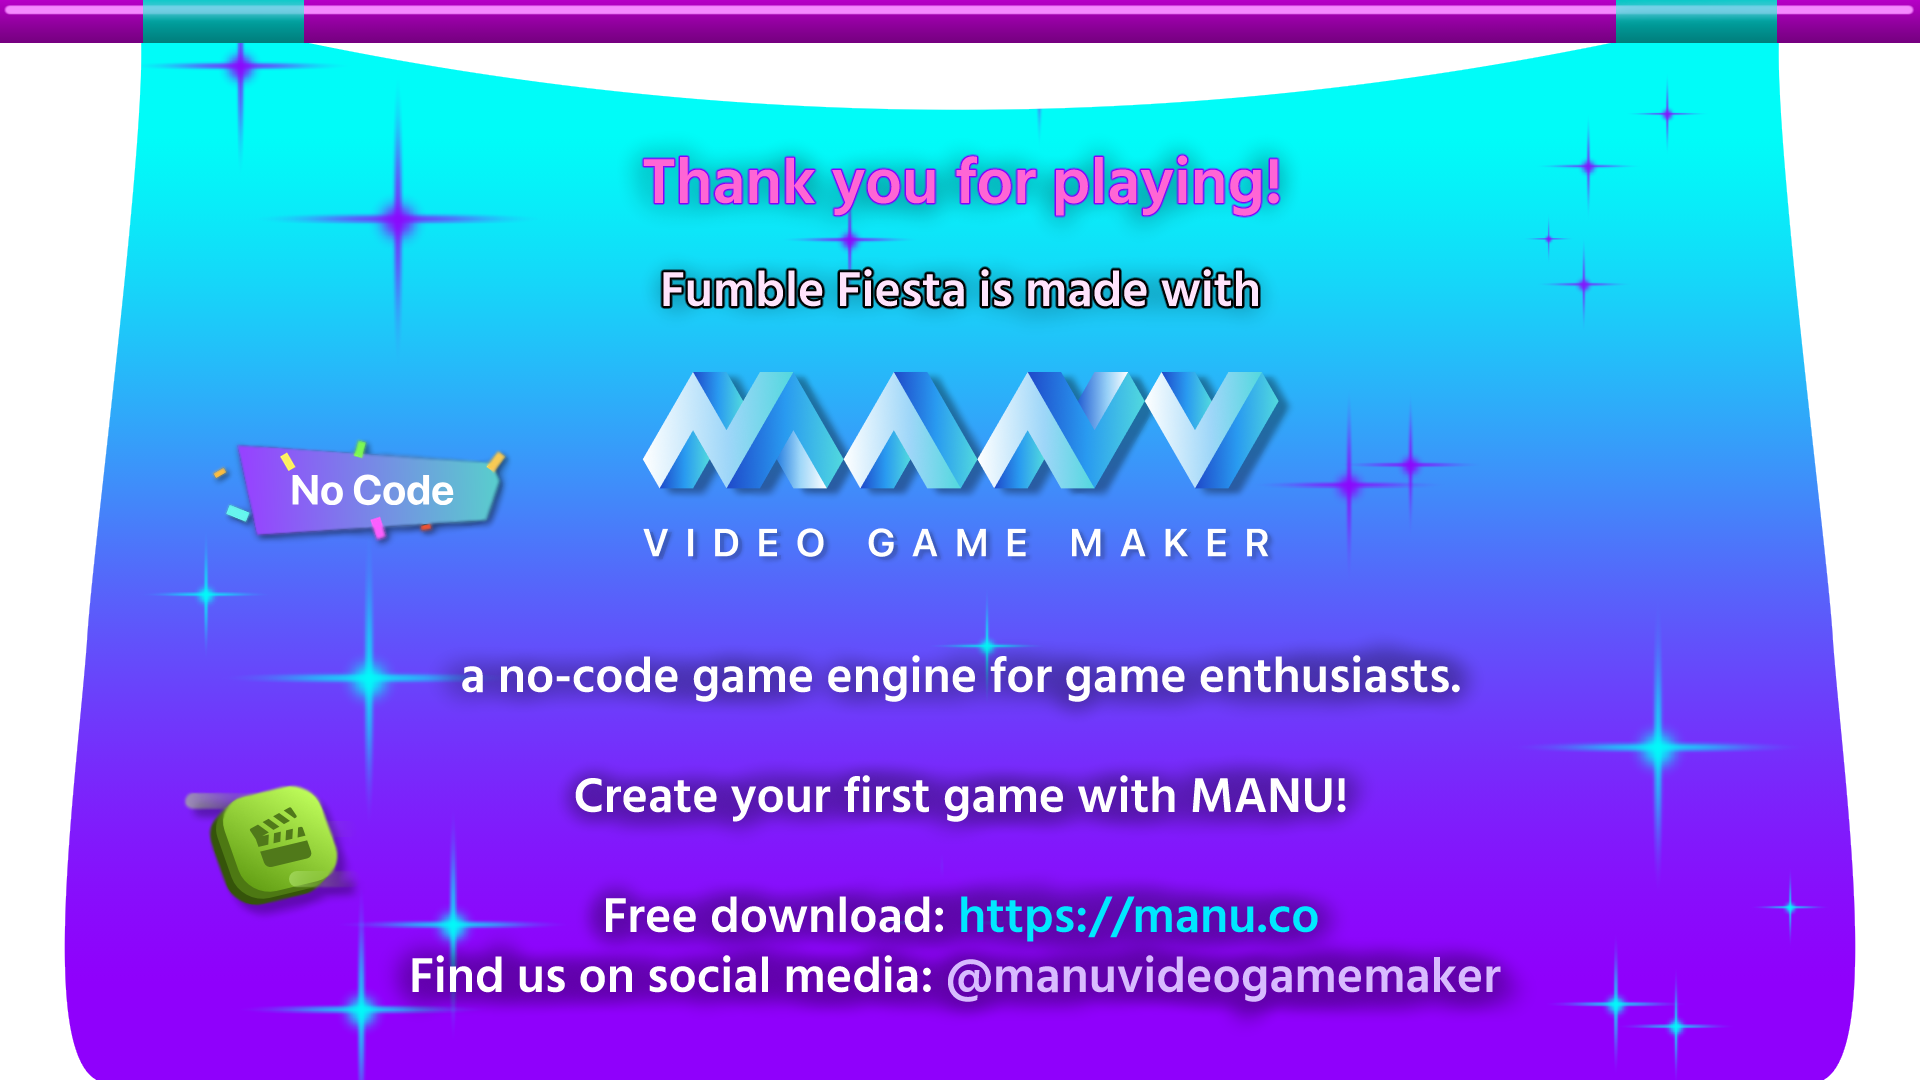 Thank you for playing!
Fumble Fiesta is made with
MANU
VIDEO GAME MAKER
No Code
a no-code game engine for game enthusiasts.
Create your first game with MANU!
Free download: https://manu.co
Find us on social media: @manuvideogamemaker